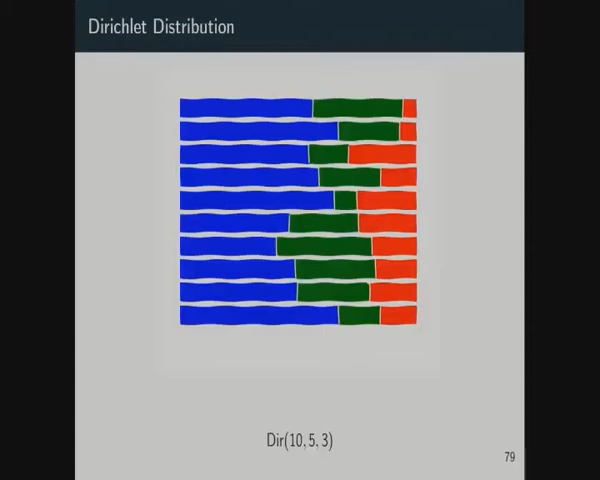 Dirichlet Distribution
Dir(10, 5, 3)
79